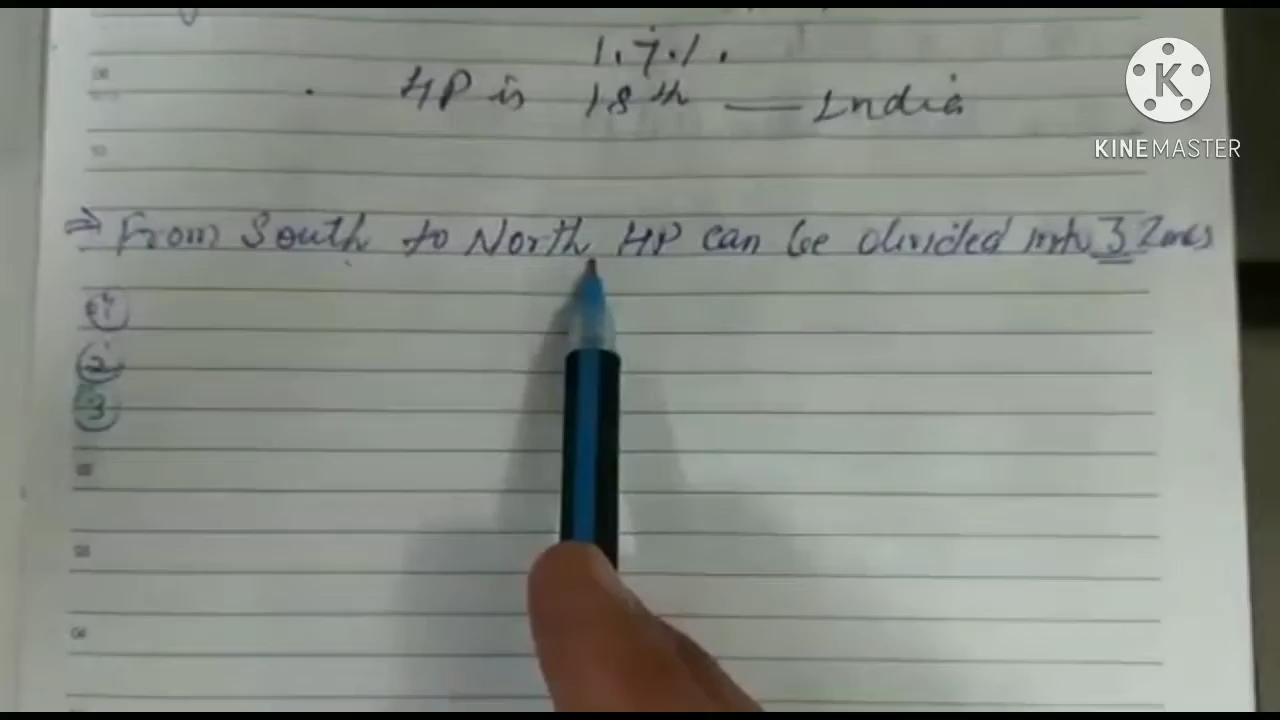 1.7%.
. HP is 18th — India
K
KINEMASTER
⇒ From South to North HP can be divided into 3 Zones
①
②
③